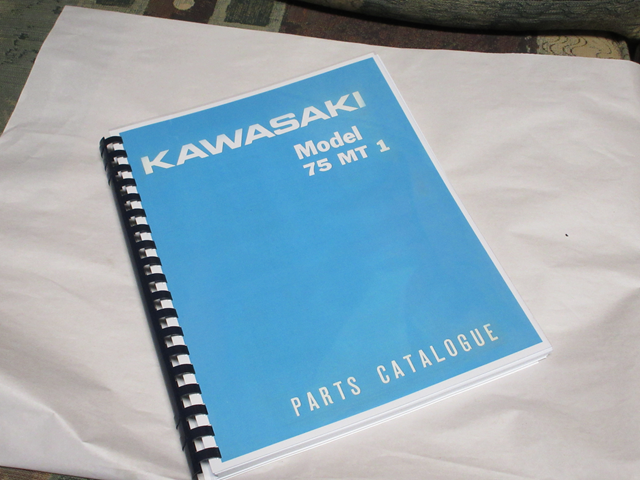 KAWASAKI
Model
75 MT 1
PARTS CATALOGUE